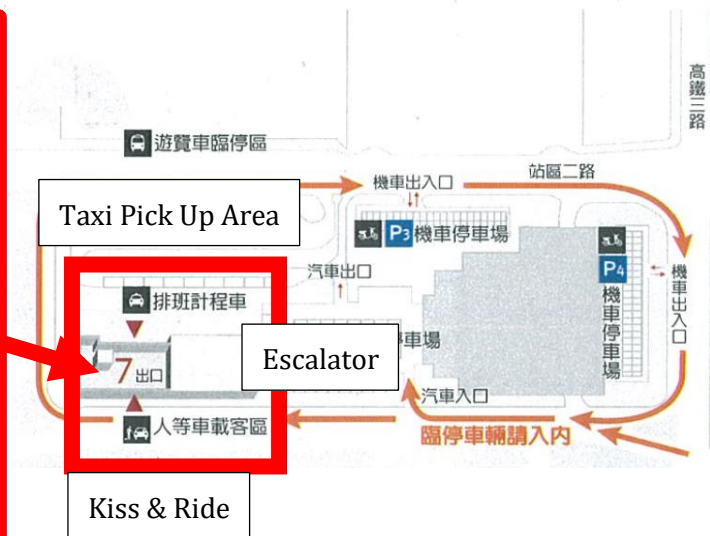 高鐵三路
遊覽車臨停區
站區二路
機車出入口
Taxi Pick Up Area
P3 機車停車場
汽車出口
P4
機車停車場
機車出入口
排班計程車
7 出口
Escalator
車場
汽車入口
人等車載客區
臨停車輛請入內
Kiss & Ride